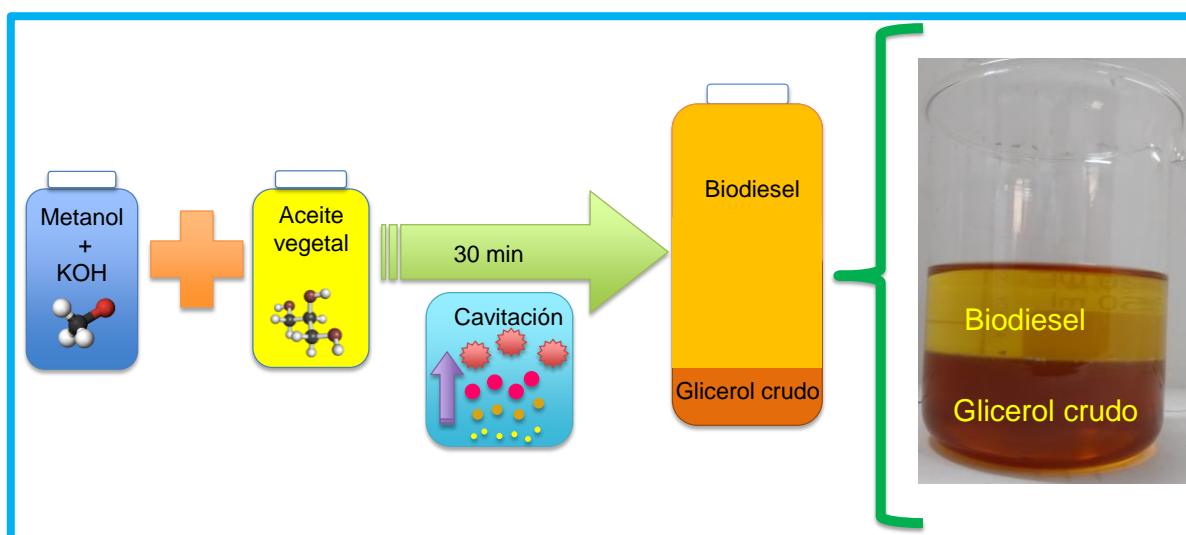 Metanol
+
KOH
Aceite
vegetal
30 min
Cavitación
Biodiesel
Glicerol crudo
Biodiesel
Glicerol crudo